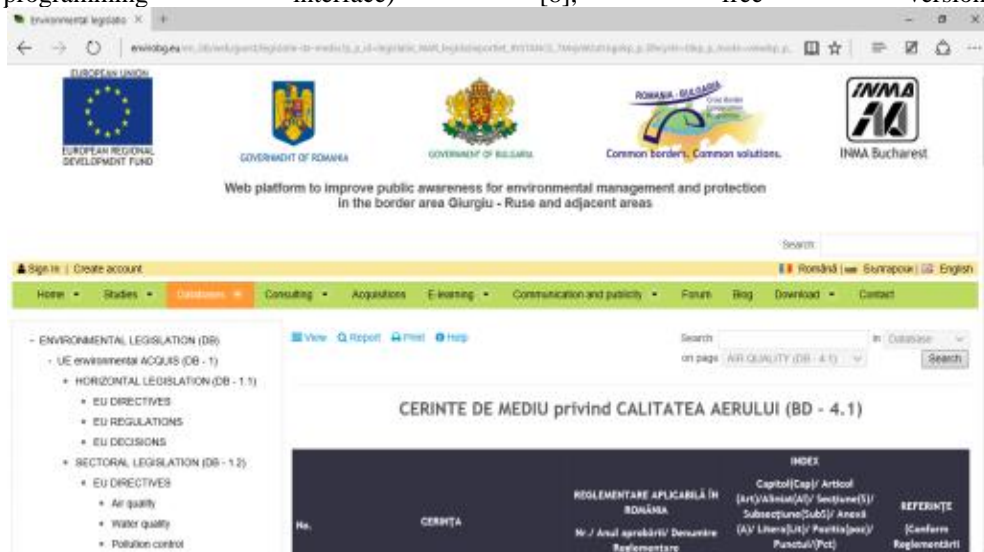 programming interface) [8], free version
Environmental legislatio
EUROPEAN UNION
EUROPEAN REGIONAL
DEVELOPMENT FUND
GOVERNMENT OF ROMANIA
GOVERNMENT OF BULGARIA
ROMANIA - BULGARIA
Cross Border
Cooperation
Programme
Common borders. Common solutions.
INMA
INMA Bucharest
Web platform to improve public awareness for environmental management and protection
in the border area Giurgiu - Ruse and adjacent areas
Search
Sign In | Create account
Română | Български | English
Home Studies Databases Consulting Acquisitions E-learning Communication and publicity Forum Blog Download Contact
- ENVIRONMENTAL LEGISLATION (DB)
- UE environmental ACQUIS (DB - 1)
HORIZONTAL LEGISLATION (DB - 1.1)
EU DIRECTIVES
EU REGULATIONS
EU DECISIONS
SECTORAL LEGISLATION (DB - 1.2)
EU DIRECTIVES
Air quality
Water quality
Pollution control
View Report Print Help
Search in Database
on page AIR QUALITY (DB - 4.1) Search
CERINTE DE MEDIU privind CALITATEA AERULUI (BD - 4.1)
No.
CERINȚA
REGLEMENTARE APLICABILĂ ÎN
ROMÂNIA
Nr./ Anul aprobării/ Denumire
Reglementare
INDEX
Capitol(Cap)/ Articol
(Art)/Aliniat(Al)/ Secțiune(S)/
Subsecțiune(SubS)/ Anexă
(A)/ Litera(Lit)/ Poziția(poz)/
Punctul/(Pct)
REFERINȚE
(Conform
Reglementării